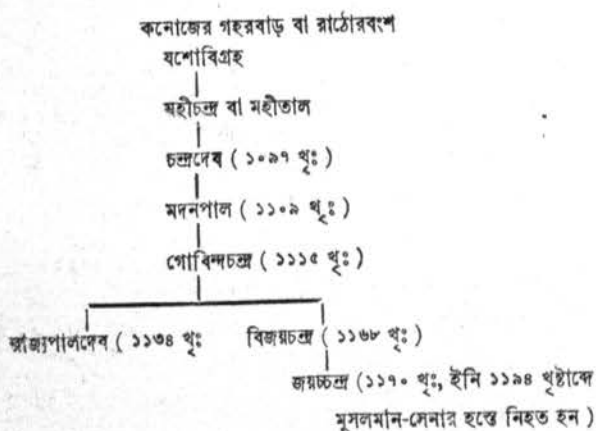 কনোজের গহরবাড় বা রাঠোরবংশ
যশোবিগ্রহ
মহীচন্দ্র বা মহীতাল
চন্দ্রদেব ( ১০৯৭ খৃঃ )
মদনপাল ( ১১০৯ খৃঃ )
গোবিন্দচন্দ্র ( ১১১৫ খৃঃ )
রাজ্যপালদেব ( ১১৩৪ খৃঃ বিজয়চন্দ্র ( ১১৬৮ খৃঃ )
জয়চ্চন্দ্র (১১৭০ খৃঃ, ইনি ১১৯৪ খৃষ্টাব্দে
মুসলমান-সেনার হস্তে নিহত হন )